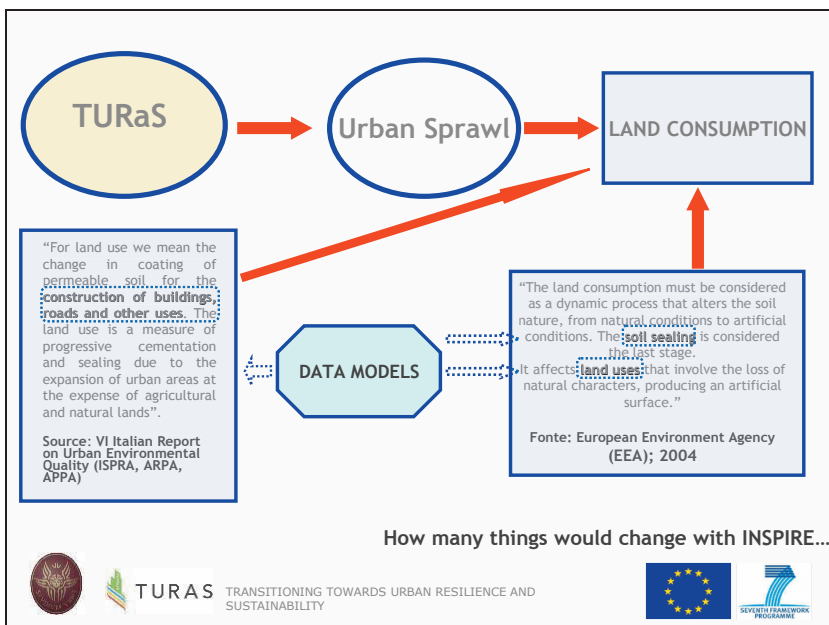 TURaS
Urban Sprawl
LAND CONSUMPTION
“For land use we mean the
change in coating of
permeable soil for the
construction of buildings,
roads and other uses. The
land use is a measure of
progressive cementation
and sealing due to the
expansion of urban areas at
the expense of agricultural
and natural lands”.
Source: VI Italian Report
on Urban Environmental
Quality (ISPRA, ARPA,
APPA)
DATA MODELS
“The land consumption must be considered
as a dynamic process that alters the soil
nature, from natural conditions to artificial
conditions. The soil sealing is considered
the last stage.
It affects land uses that involve the loss of
natural characters, producing an artificial
surface.”
Fonte: European Environment Agency
(EEA); 2004
How many things would change with INSPIRE…
TURAS
TRANSITIONING TOWARDS URBAN RESILIENCE AND
SUSTAINABILITY
SEVENTH FRAMEWORK
PROGRAMME